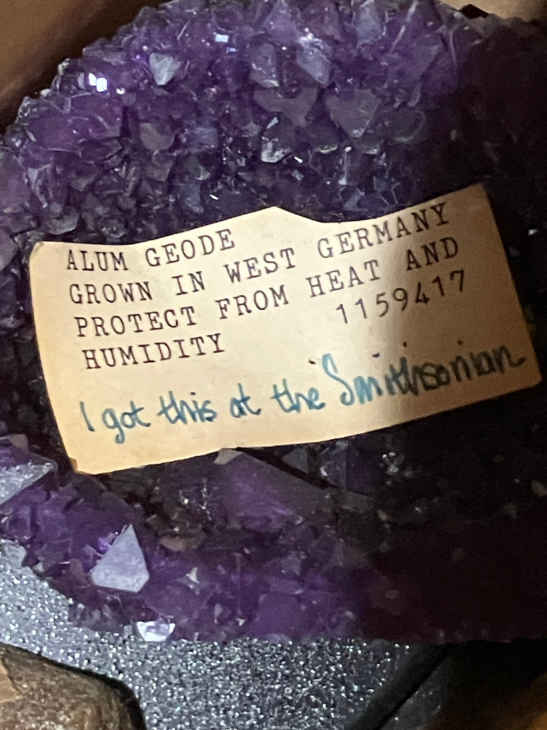 ALUM GEODE
GROWN IN WEST GERMANY
PROTECT FROM HEAT AND
HUMIDITY 1159417
I got this at the Smithsonian